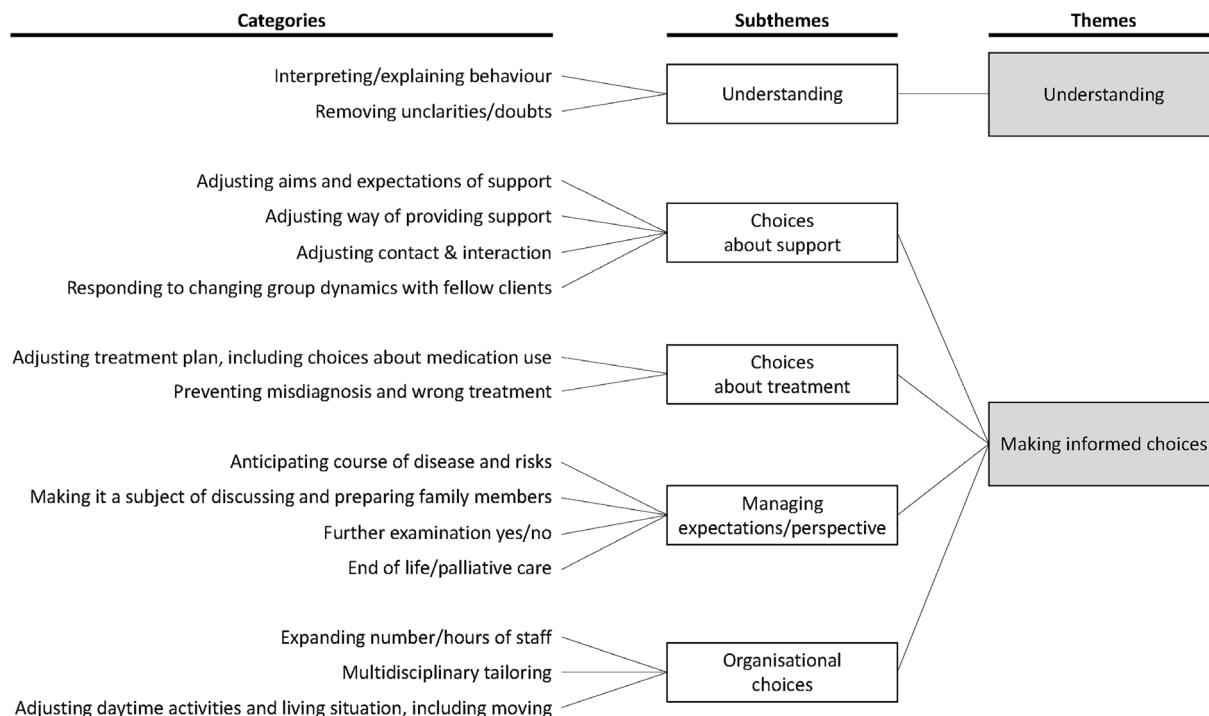 Categories
Subthemes
Themes
Interpreting/explaining behaviour
Removing unclarities/doubts
Understanding
Understanding
Adjusting aims and expectations of support
Adjusting way of providing support
Adjusting contact & interaction
Responding to changing group dynamics with fellow clients
Choices
about support
Adjusting treatment plan, including choices about medication use
Preventing misdiagnosis and wrong treatment
Choices
about treatment
Making informed choices
Anticipating course of disease and risks
Making it a subject of discussing and preparing family members
Further examination yes/no
End of life/palliative care
Managing
expectations/perspective
Expanding number/hours of staff
Multidisciplinary tailoring
Adjusting daytime activities and living situation, including moving
Organisational
choices